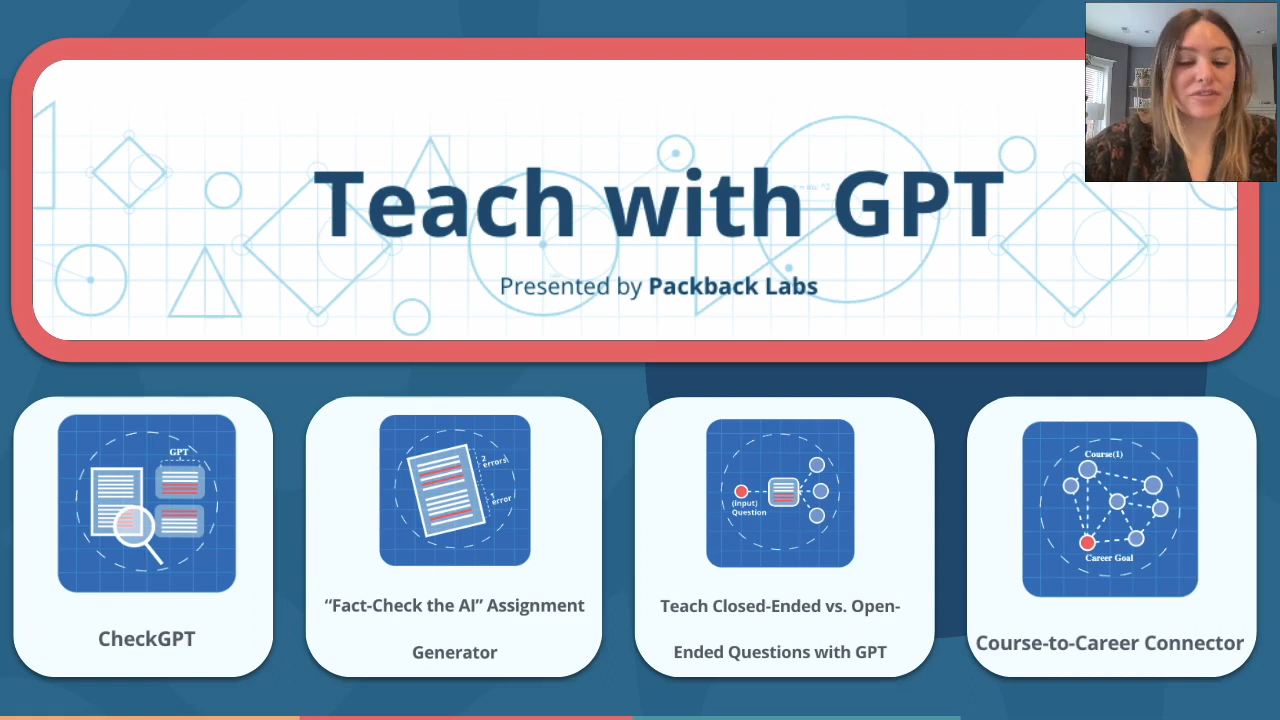 Teach with GPT
Presented by Packback Labs
GPT
CheckGPT
2
errors
1
error
“Fact-Check the AI” Assignment
Generator
(input)
Question
Teach Closed-Ended vs. Open-
Ended Questions with GPT
Course(1)
Career Goal
Course-to-Career Connector